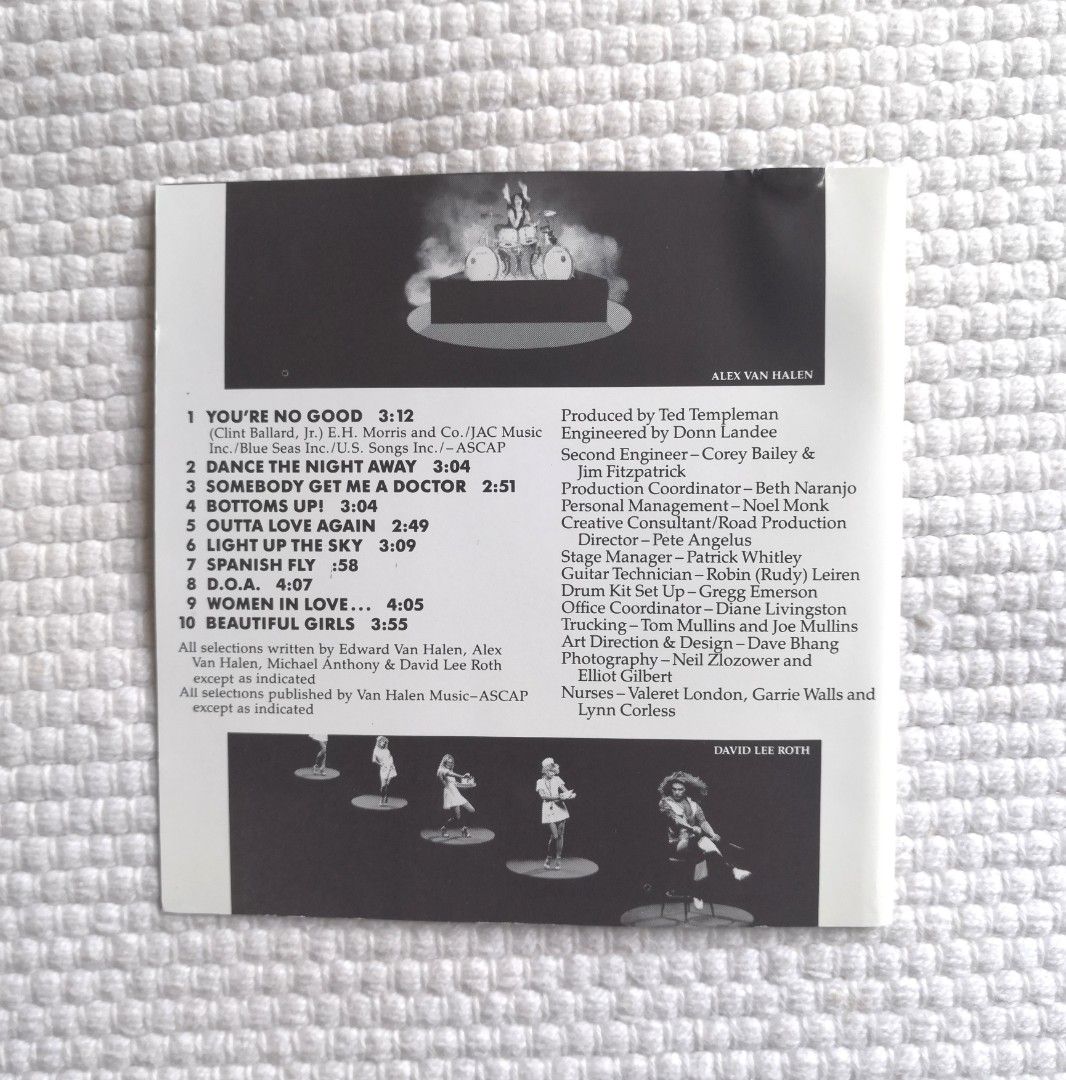 ALEX VAN HALEN
1 YOU'RE NO GOOD 3:12
(Clint Ballard, Jr.) E.H. Morris and Co./JAC Music
Inc./Blue Seas Inc./U.S. Songs Inc./–ASCAP
2 DANCE THE NIGHT AWAY 3:04
3 SOMEBODY GET ME A DOCTOR 2:51
4 BOTTOMS UP! 3:04
5 OUTTA LOVE AGAIN 2:49
6 LIGHT UP THE SKY 3:09
7 SPANISH FLY :58
8 D.O.A. 4:07
9 WOMEN IN LOVE... 4:05
10 BEAUTIFUL GIRLS 3:55
All selections written by Edward Van Halen, Alex
Van Halen, Michael Anthony & David Lee Roth
except as indicated
All selections published by Van Halen Music–ASCAP
except as indicated
Produced by Ted Templeman
Engineered by Donn Landee
Second Engineer – Corey Bailey &
Jim Fitzpatrick
Production Coordinator – Beth Naranjo
Personal Management – Noel Monk
Creative Consultant/Road Production
Director – Pete Angelus
Stage Manager – Patrick Whitley
Guitar Technician – Robin (Rudy) Leiren
Drum Kit Set Up – Gregg Emerson
Office Coordinator – Diane Livingston
Trucking – Tom Mullins and Joe Mullins
Art Direction & Design – Dave Bhang
Photography – Neil Zlozower and
Elliot Gilbert
Nurses – Valeret London, Garrie Walls and
Lynn Corless
DAVID LEE ROTH